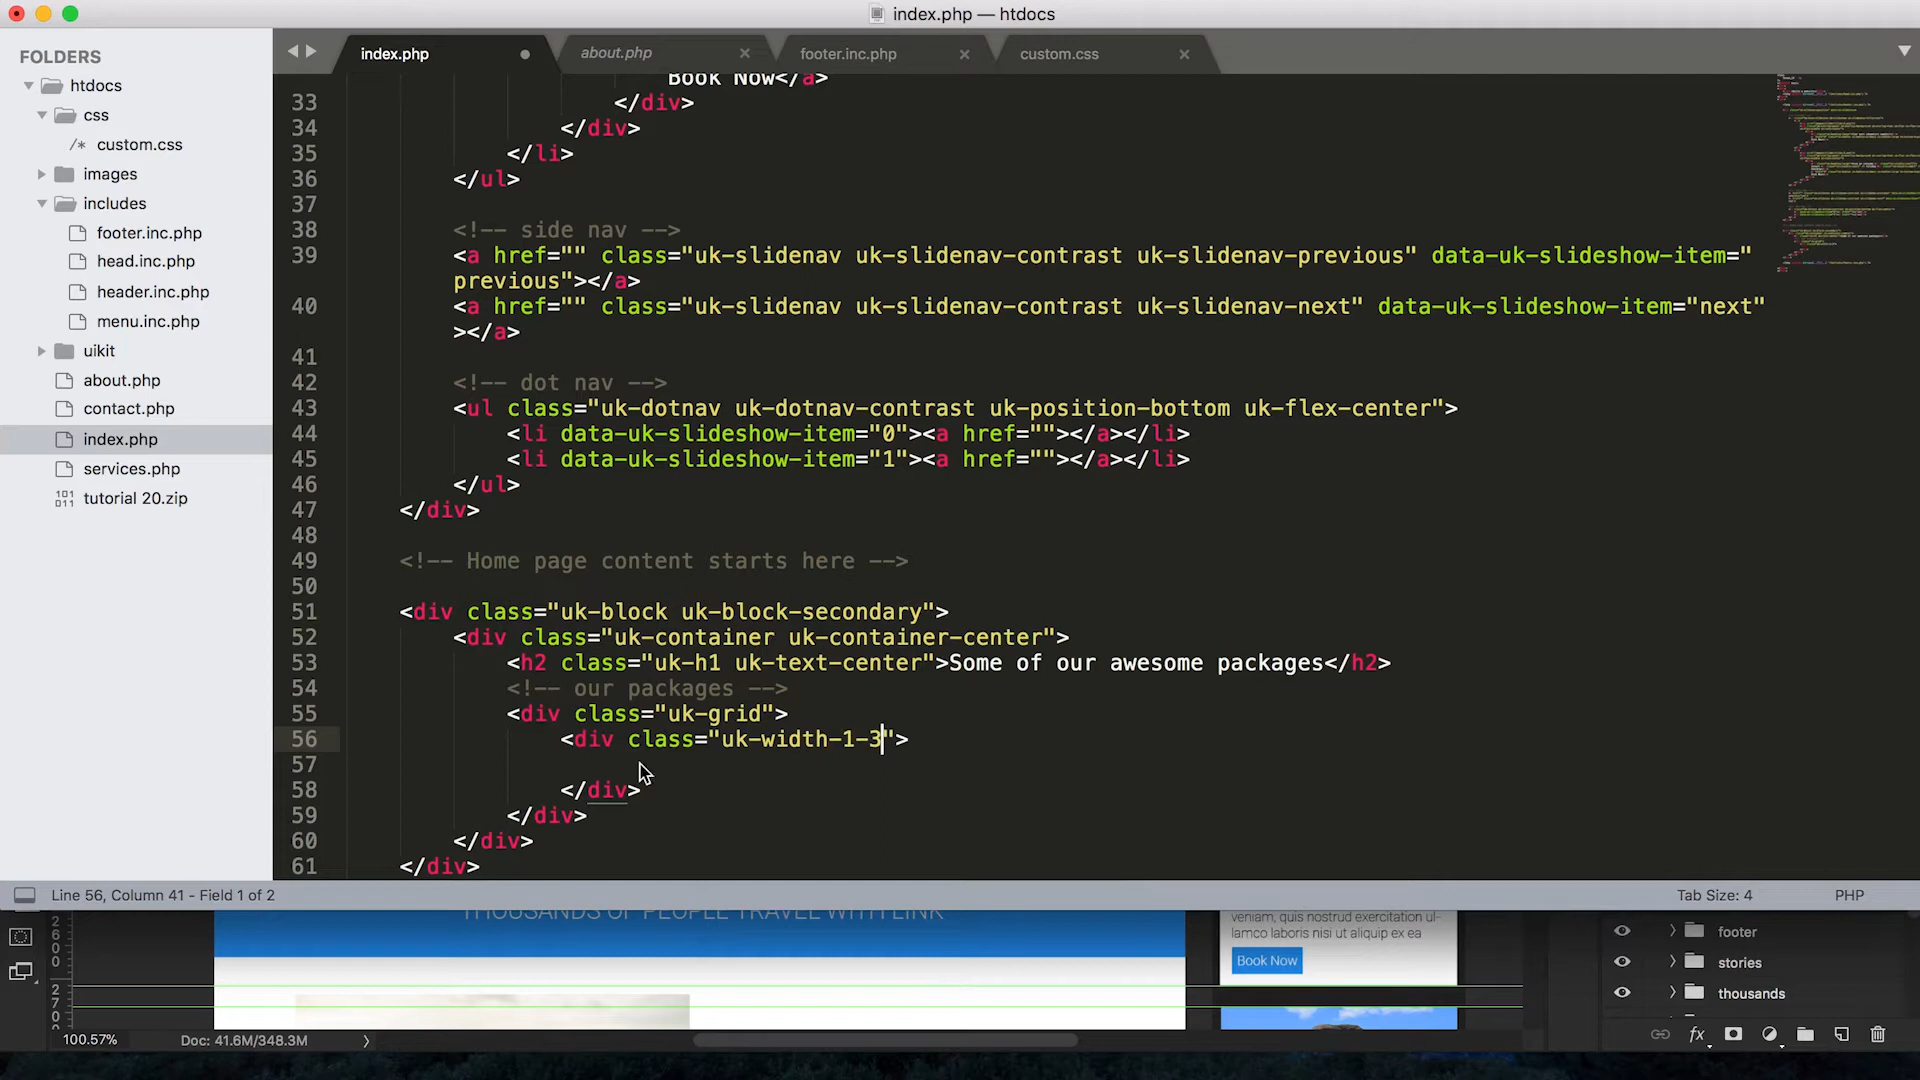 index.php — htdocs
FOLDERS
htdocs
css
/* custom.css
images
includes
footer.inc.php
head.inc.php
header.inc.php
menu.inc.php
uikit
about.php
contact.php
index.php
services.php
tutorial 20.zip
index.php
about.php
footer.inc.php
custom.css
Book Now</a>
33 </div>
34 </div>
35 </li>
36 </ul>
37
38 <!-- side nav -->
39 <a href="" class="uk-slidenav uk-slidenav-contrast uk-slidenav-previous" data-uk-slideshow-item="
previous"></a>
40 <a href="" class="uk-slidenav uk-slidenav-contrast uk-slidenav-next" data-uk-slideshow-item="next"
></a>
41
42 <!-- dot nav -->
43 <ul class="uk-dotnav uk-dotnav-contrast uk-position-bottom uk-flex-center">
44 <li data-uk-slideshow-item="0"><a href=""></a></li>
45 <li data-uk-slideshow-item="1"><a href=""></a></li>
46 </ul>
47 </div>
48
49 <!-- Home page content starts here -->
50
51 <div class="uk-block uk-block-secondary">
52 <div class="uk-container uk-container-center">
53 <h2 class="uk-h1 uk-text-center">Some of our awesome packages</h2>
54 <!-- our packages -->
55 <div class="uk-grid">
56 <div class="uk-width-1-3">
57
58 </div>
59 </div>
60 </div>
61 </div>
Line 56, Column 41 - Field 1 of 2
Tab Size: 4
PHP
THOUSANDS OF PEOPLE TRAVEL WITH LINK
veniam, quis nostrud exercitation ul-
lamco laboris nisi ut aliquip ex ea
Book Now
footer
stories
thousands
100.57%
Doc: 41.6M/348.3M
fx